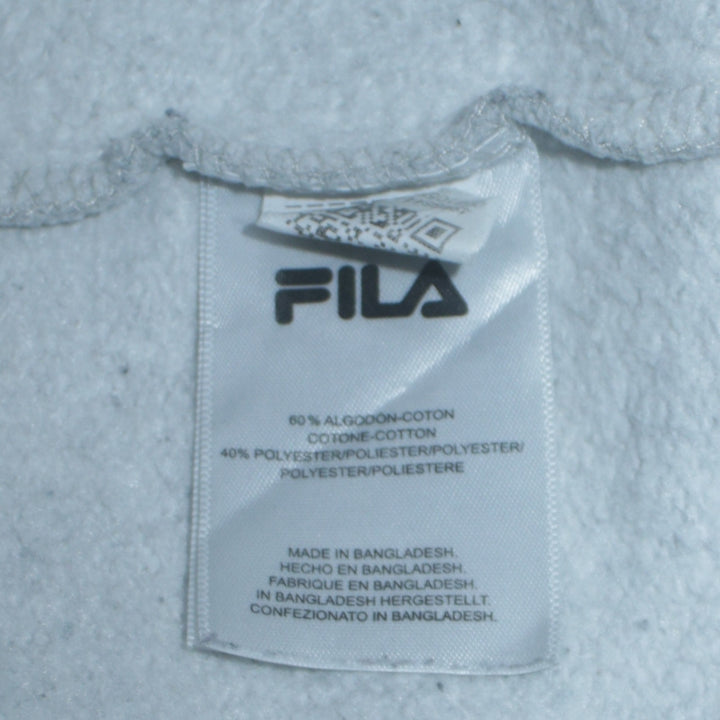 FILA
60% ALGODON-COTON
COTONE-COTTON
40% POLYESTER/POLIESTER/POLYESTER/
POLYESTER/POLIESTERE
MADE IN BANGLADESH.
HECHO EN BANGLADESH.
FABRIQUE EN BANGLADESH.
IN BANGLADESH HERGESTELLT.
CONFEZIONATO IN BANGLADESH.